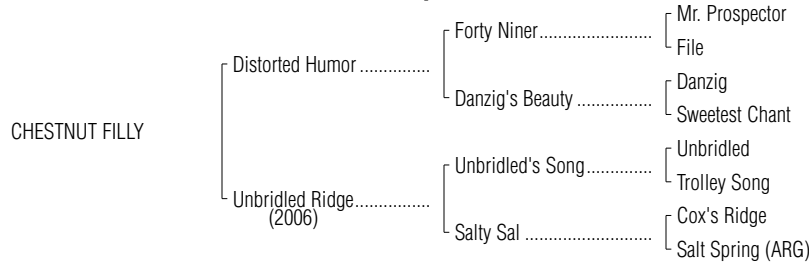 Mr. Prospector
Forty Niner........................
File
Distorted Humor ...............
Danzig
Danzig's Beauty ................
Sweetest Chant
CHESTNUT FILLY
Unbridled
Unbridled's Song..............
Trolley Song
Unbridled Ridge................
(2006)
Cox's Ridge
Salty Sal ...........................
Salt Spring (ARG)